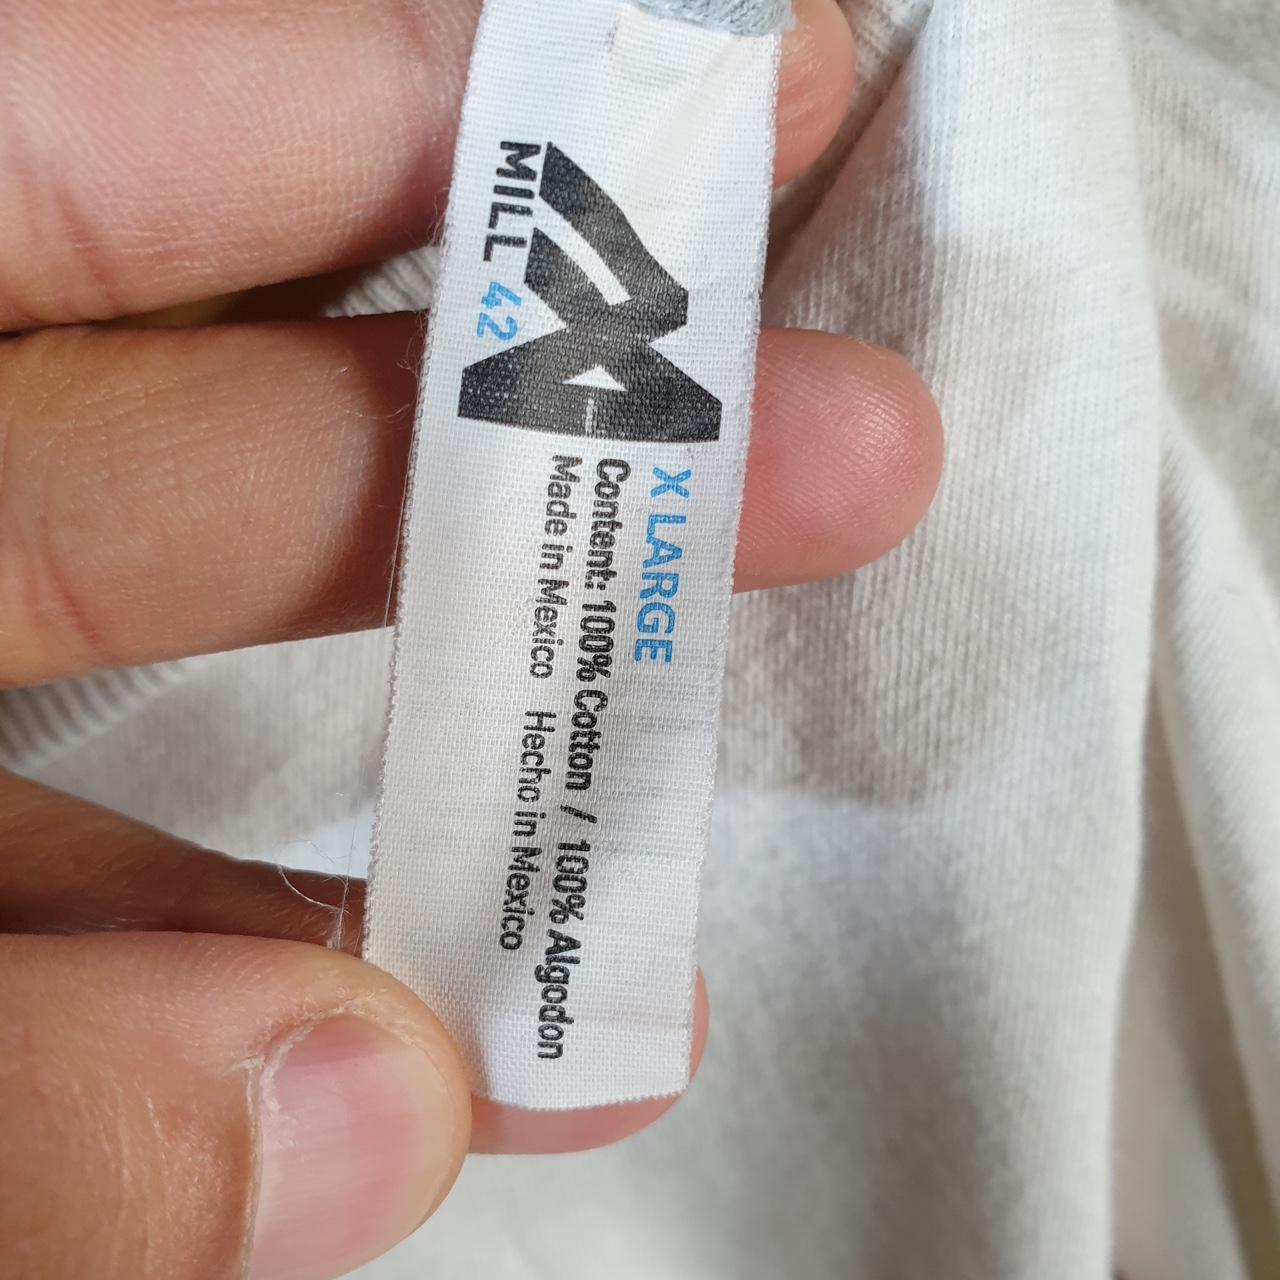 MILL 42
X LARGE
Content: 100% Cotton / 100% Algodon
Made in Mexico Hecho in Mexico